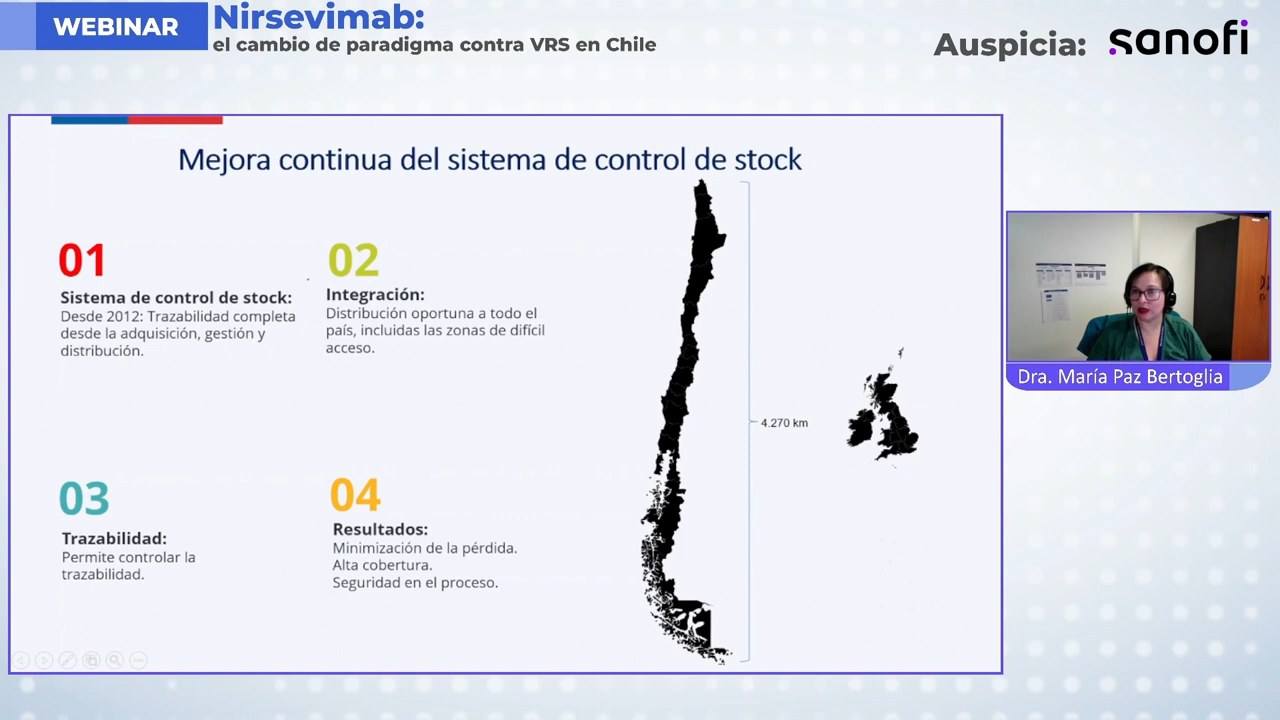 WEBINAR
Nirsevimab:
el cambio de paradigma contra VRS en Chile
Auspicia: sanofi
Mejora continua del sistema de control de stock
01
Sistema de control de stock:
Desde 2012: Trazabilidad completa
desde la adquisición, gestión y
distribución.
02
Integración:
Distribución oportuna a todo el
país, incluidas las zonas de difícil
acceso.
03
Trazabilidad:
Permite controlar la
trazabilidad.
04
Resultados:
Minimización de la pérdida.
Alta cobertura.
Seguridad en el proceso.
4.270 km
Dra. María Paz Bertoglia